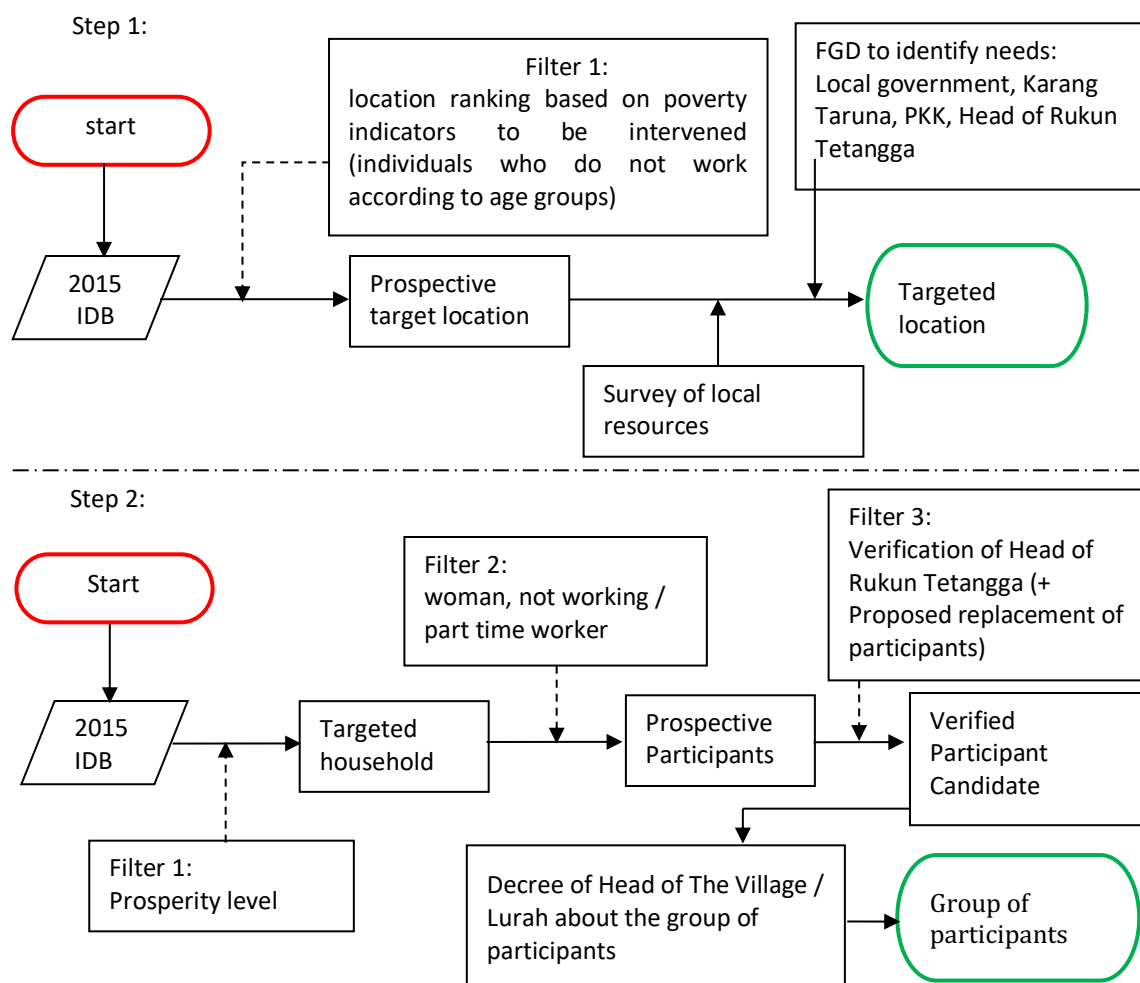 Step 1:
start
Filter 1:
location ranking based on poverty
indicators to be intervened
(individuals who do not work
according to age groups)
FGD to identify needs:
Local government, Karang
Taruna, PKK, Head of Rukun
Tetangga
2015
IDB
Prospective
target location
Targeted
location
Survey of local
resources
Step 2:
Start
Filter 2:
woman, not working /
part time worker
Filter 3:
Verification of Head of
Rukun Tetangga (+
Proposed replacement of
participants)
2015
IDB
Targeted
household
Prospective
Participants
Verified
Participant
Candidate
Filter 1:
Prosperity level
Decree of Head of The Village /
Lurah about the group of
participants
Group of
participants